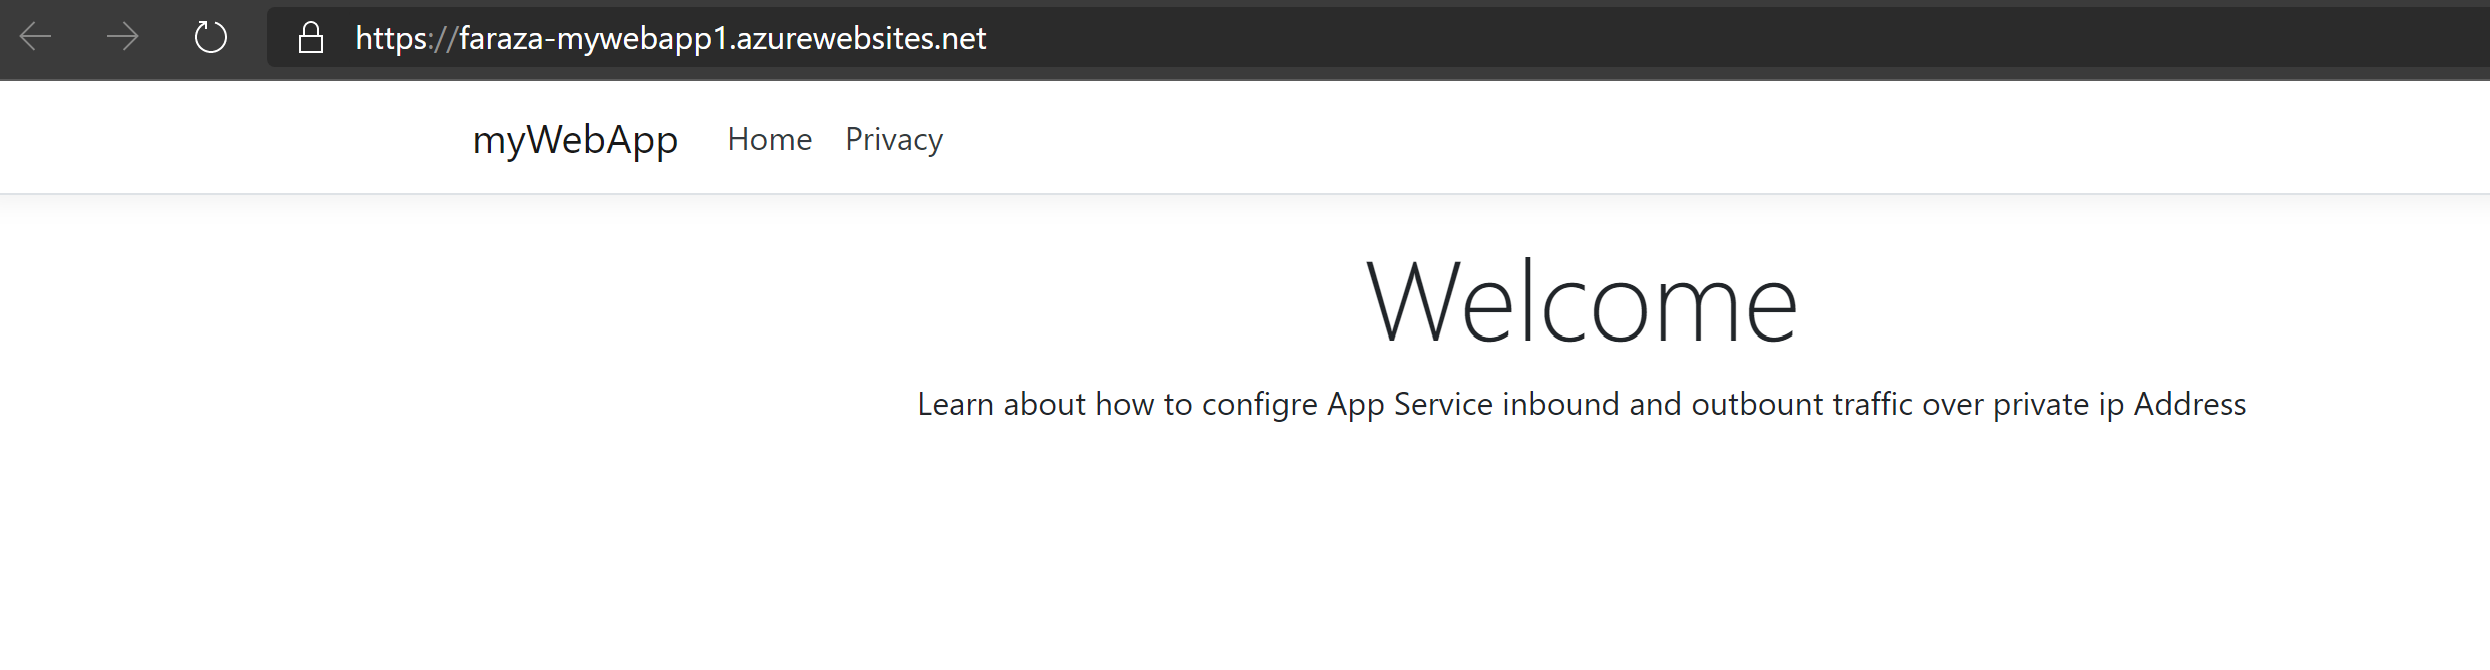 https://faraza-mywebapp1.azurewebsites.net
myWebApp Home Privacy
Welcome
Learn about how to configre App Service inbound and outbount traffic over private ip Address